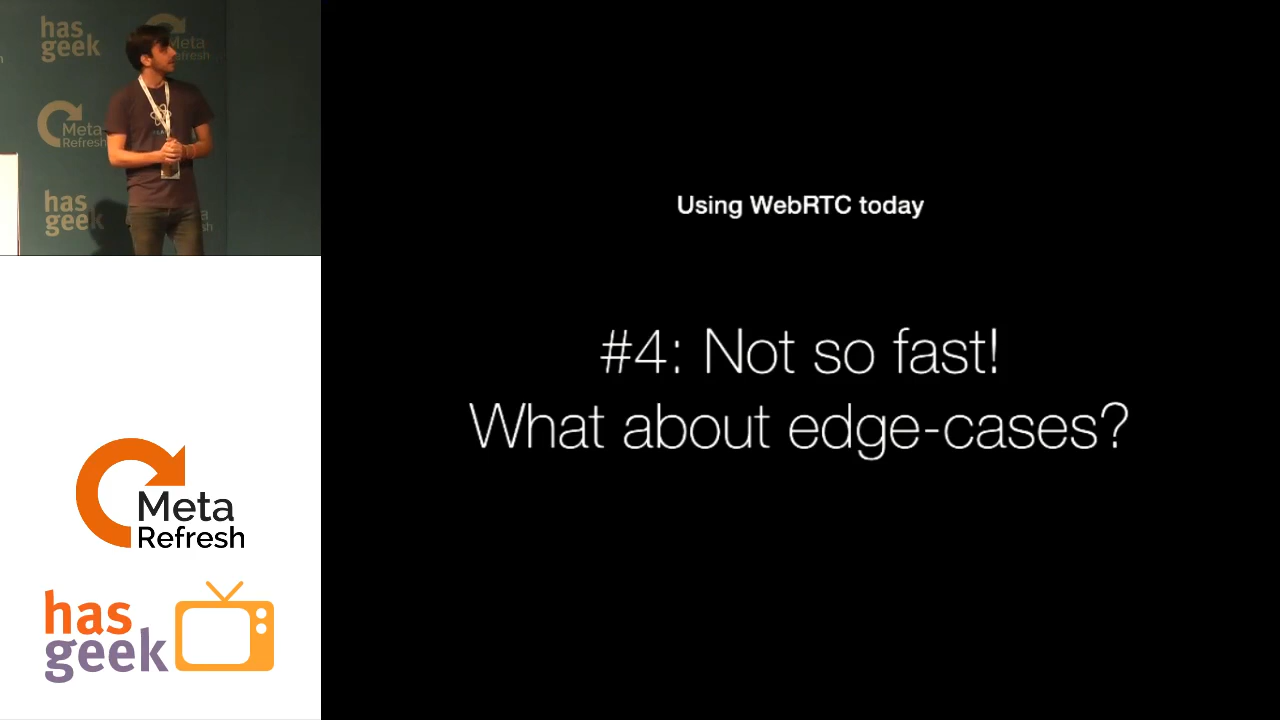 has
geek
Meta
Refresh
Meta
Refresh
has
geek
Using WebRTC today
#4: Not so fast!
What about edge-cases?
Meta
Refresh
has
geek